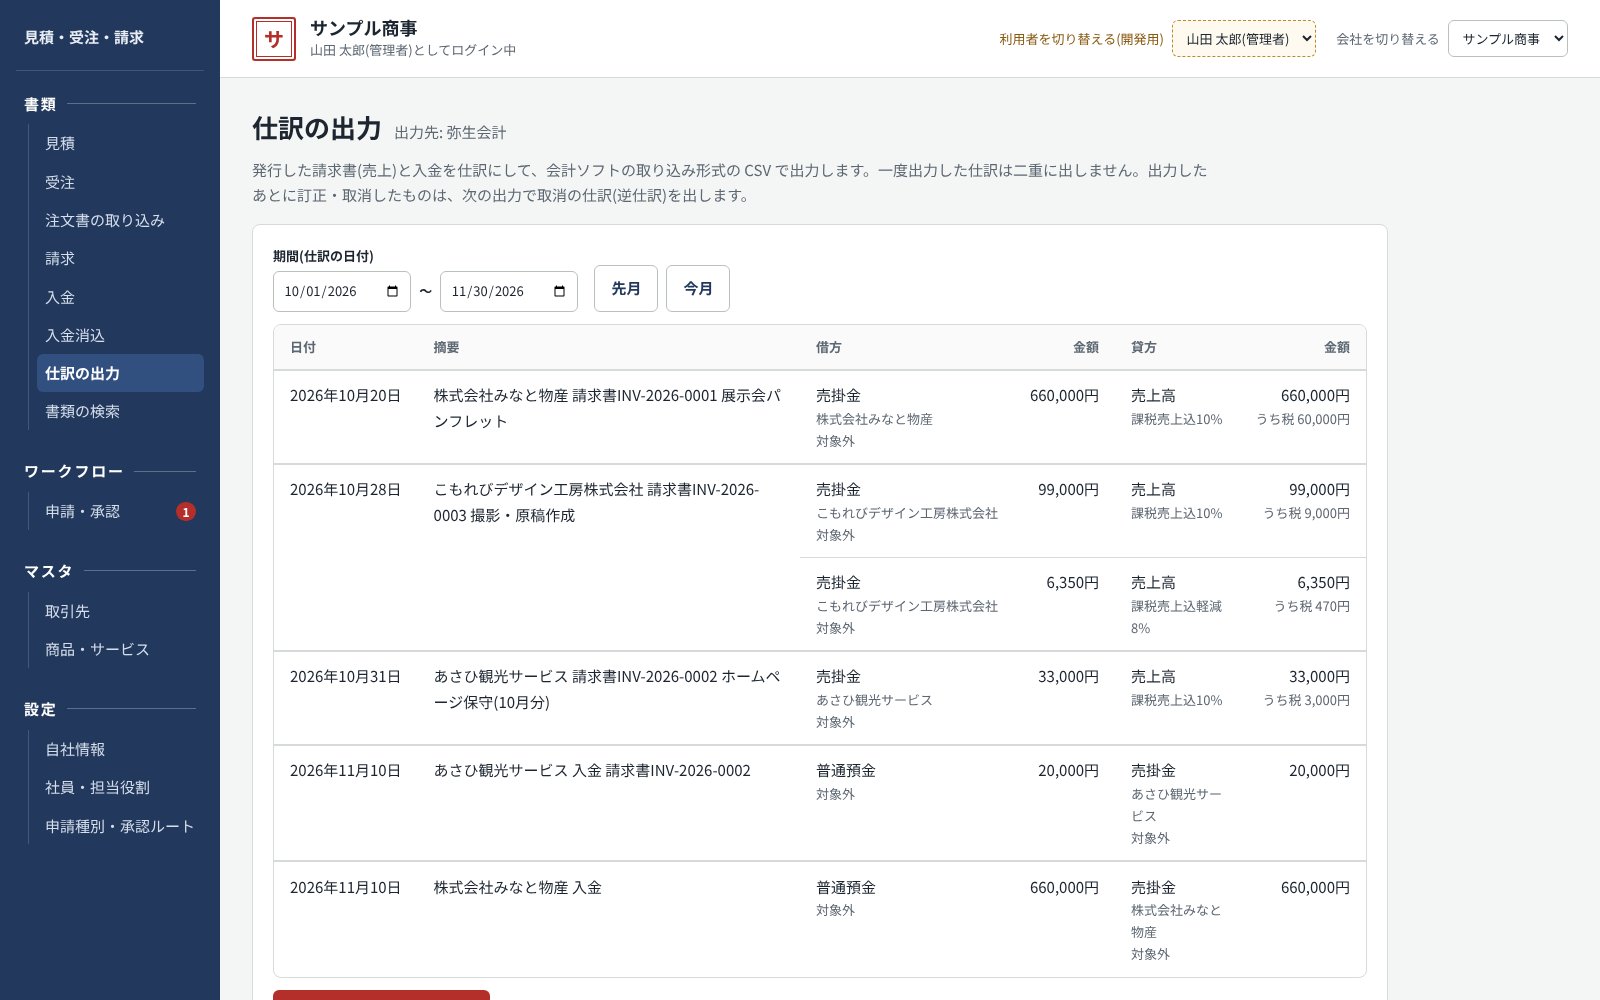 見積・受注・請求
書類
見積
受注
注文書の取り込み
請求
入金
入金消込
仕訳の出力
書類の検索
ワークフロー
申請・承認 1
マスタ
取引先
商品・サービス
設定
自社情報
社員・担当役割
申請種別・承認ルート
サ
サンプル商事
山田 太郎(管理者)としてログイン中
利用者を切り替える(開発用) 山田 太郎(管理者) 会社を切り替える サンプル商事
仕訳の出力 出力先: 弥生会計
発行した請求書(売上)と入金を仕訳にして、会計ソフトの取り込み形式の CSV で出力します。一度出力した仕訳は二重に出しません。出力した
あとに訂正・取消したものは、次の出力で取消の仕訳(逆仕訳)を出します。
期間(仕訳の日付)
10/01/2026 〜 11/30/2026 先月 今月
日付 摘要 借方 金額 貸方 金額
2026年10月20日 株式会社みなと物産 請求書INV-2026-0001 展示会パ 売掛金 660,000円 売上高 660,000円
ンフレット 株式会社みなと物産 課税売上込10% うち税 60,000円
対象外
2026年10月28日 こもれびデザイン工房株式会社 請求書INV-2026- 売掛金 99,000円 売上高 99,000円
0003 撮影・原稿作成 こもれびデザイン工房株式会社 課税売上込10% うち税 9,000円
対象外
売掛金 6,350円 売上高 6,350円
こもれびデザイン工房株式会社 課税売上込軽減 うち税 470円
対象外 8%
2026年10月31日 あさひ観光サービス 請求書INV-2026-0002 ホームペ 売掛金 33,000円 売上高 33,000円
ージ保守(10月分) あさひ観光サービス 課税売上込10% うち税 3,000円
対象外
2026年11月10日 あさひ観光サービス 入金 請求書INV-2026-0002 普通預金 20,000円 売掛金 20,000円
対象外 あさひ観光サー
ビス
対象外
2026年11月10日 株式会社みなと物産 入金 普通預金 660,000円 売掛金 660,000円
対象外 株式会社みなと
物産
対象外